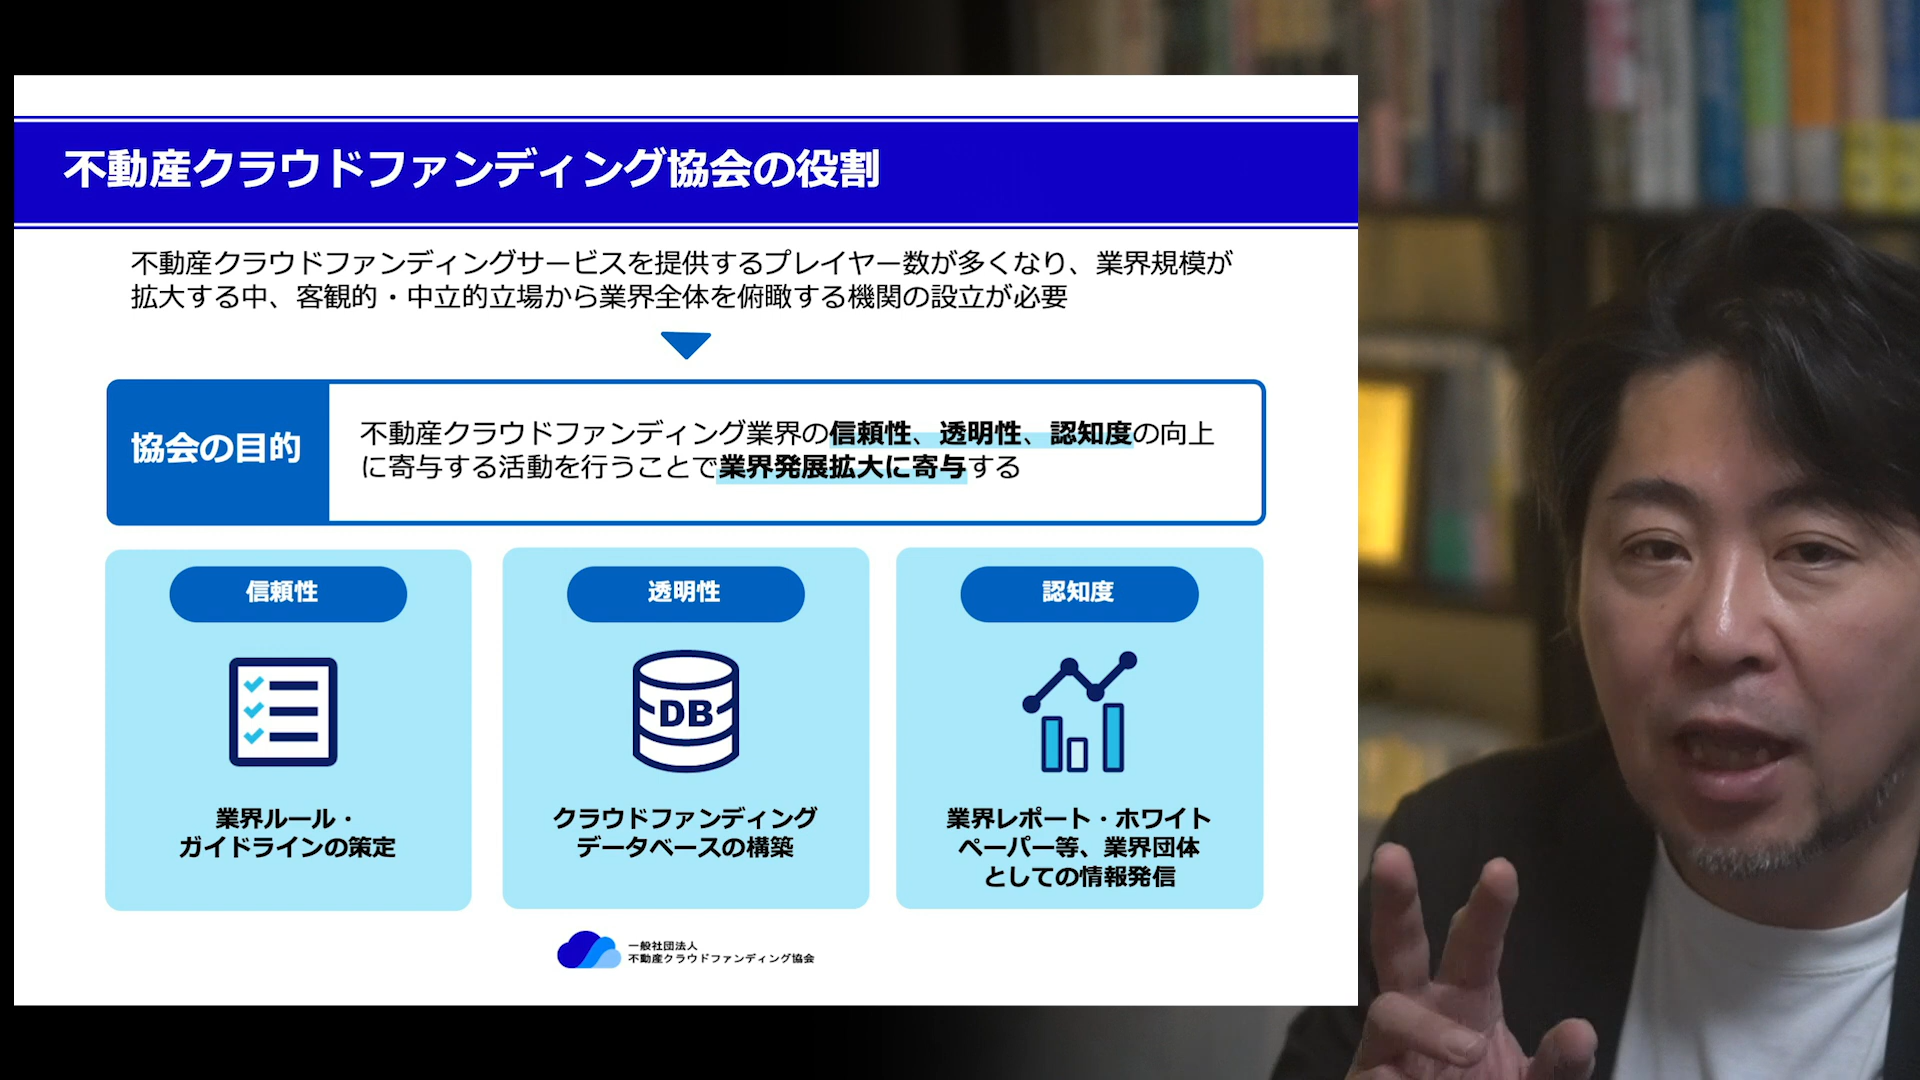 不動産クラウドファンディング協会の役割
不動産クラウドファンディングサービスを提供するプレイヤー数が多くなり、業界規模が
拡大する中、客観的・中立的立場から業界全体を俯瞰する機関の設立が必要
協会の目的
不動産クラウドファンディング業界の信頼性、透明性、認知度の向上
に寄与する活動を行うことで業界発展拡大に寄与する
信頼性
業界ルール・
ガイドラインの策定
透明性
DB
クラウドファンディング
データベースの構築
認知度
業界レポート・ホワイト
ペーパー等、業界団体
としての情報発信
一般社団法人
不動産クラウドファンディング協会